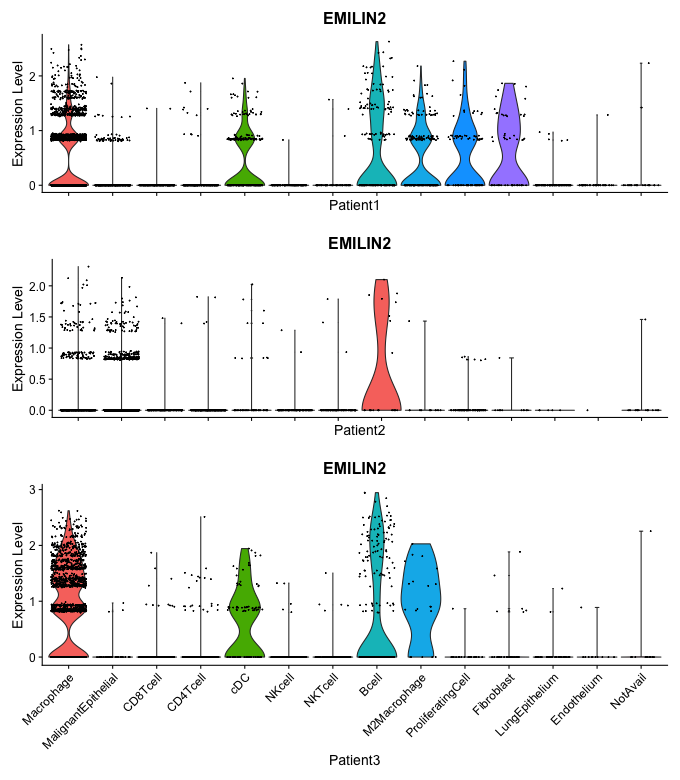 EMILIN2
Expression Level
2
1
0
Patient1
EMILIN2
Expression Level
2.0
1.5
1.0
0.5
0.0
Patient2
EMILIN2
Expression Level
3
2
1
0
Macrophage
MalignantEpithelial
CD8Tcell
CD4Tcell
cDC
NKcell
NKTcell
Bcell
M2Macrophage
ProliferatingCell
Fibroblast
LungEpithelium
Endothelium
NotAvail
Patient3